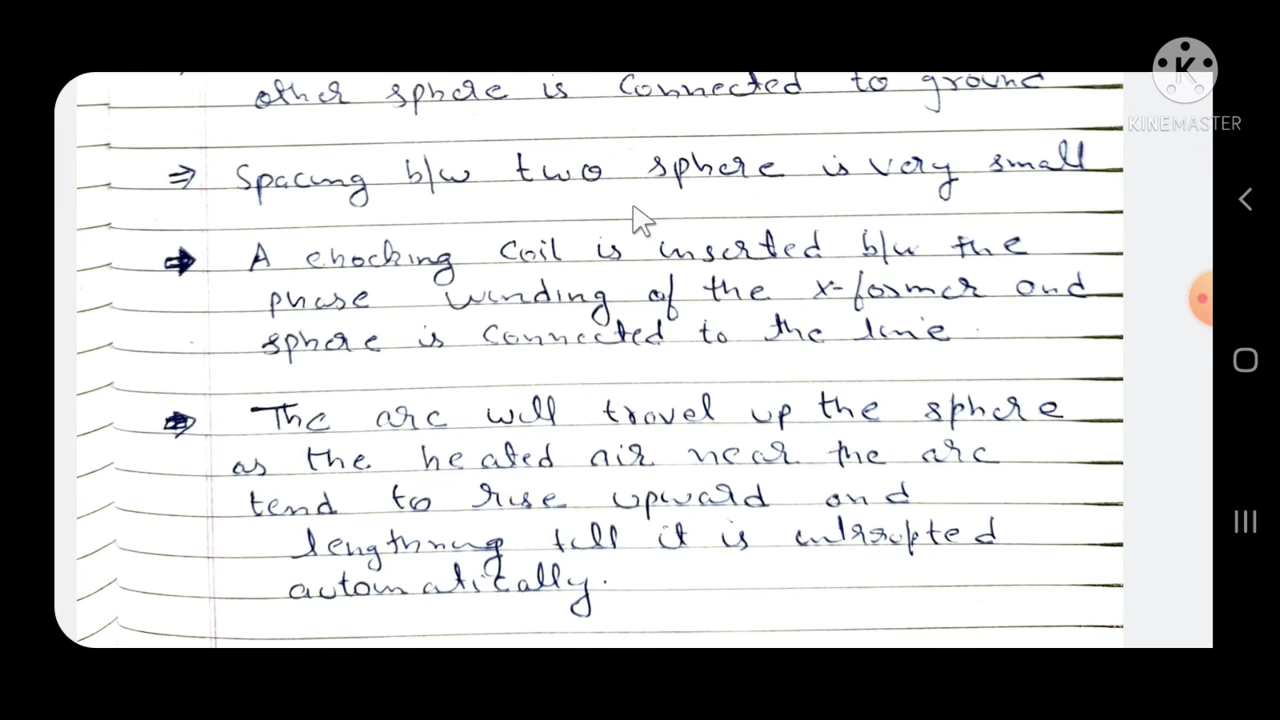 other sphere is connected to ground
K
KINEMASTER
⇒ Spacing b/w two sphere is very small
⇒ A chocking coil is inserted b/w the
phase winding of the x-former and
sphere is connected to the line.
⇒ The arc will travel up the sphere
as the heated air near the arc
tend to rise upward and
lengthning till it is intrrupted
automatically.